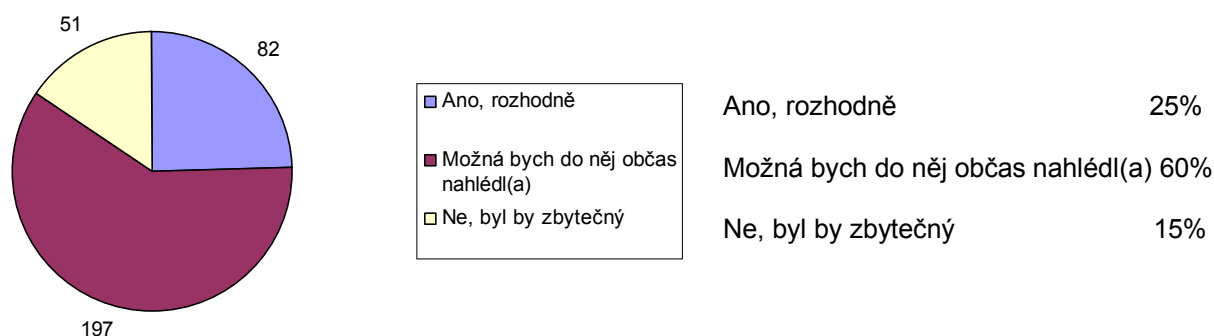 51
82
197
Ano, rozhodně
Možná bych do něj občas
nahlédl(a)
Ne, byl by zbytečný
Ano, rozhodně 25%
Možná bych do něj občas nahlédl(a) 60%
Ne, byl by zbytečný 15%